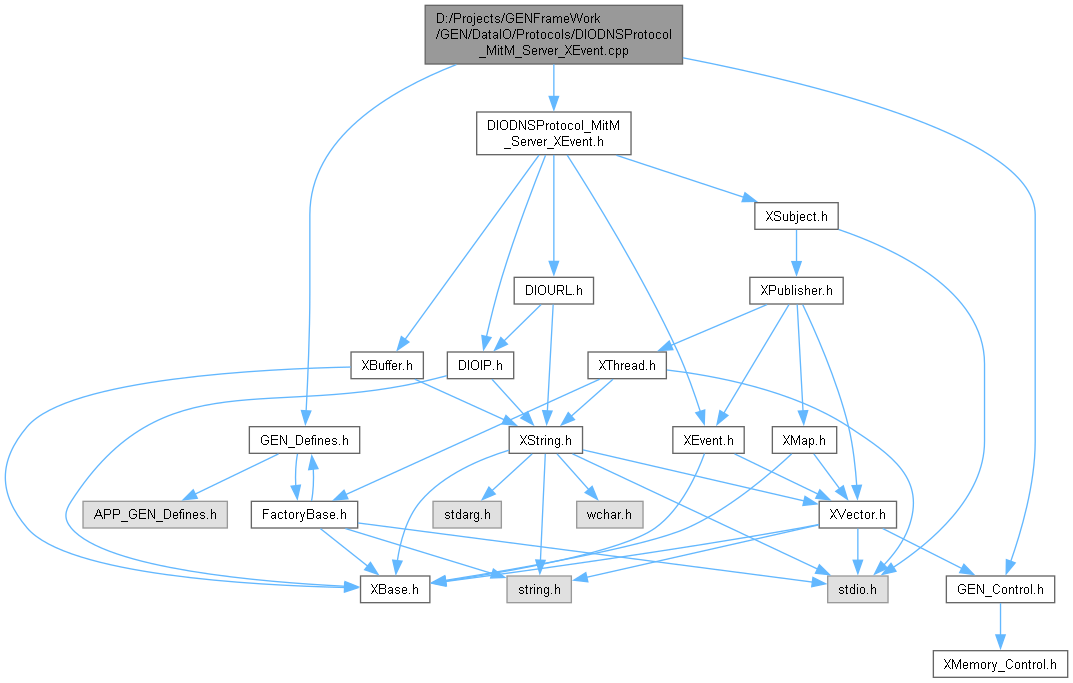 D:/Projects/GENFrameWork
/GEN/DataIO/Protocols/DIODNSProtocol
_MitM_Server_XEvent.cpp
DIODNSProtocol_MitM
_Server_XEvent.h
XSubject.h
DIOURL.h
XPublisher.h
XBuffer.h
DIOIP.h
XThread.h
GEN_Defines.h
XString.h
XEvent.h
XMap.h
APP_GEN_Defines.h
FactoryBase.h
stdarg.h
wchar.h
XVector.h
XBase.h
string.h
stdio.h
GEN_Control.h
XMemory_Control.h